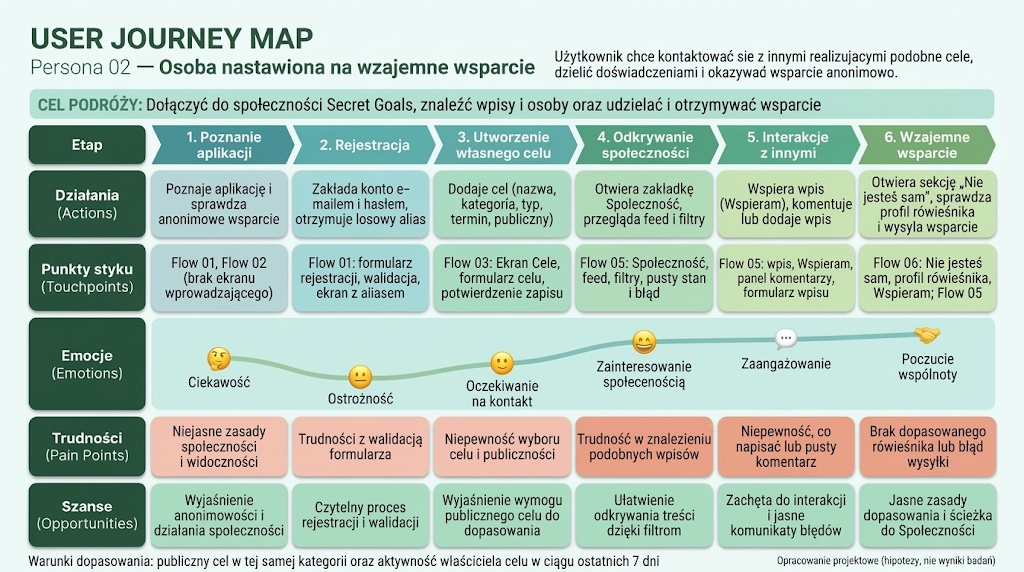 USER JOURNEY MAP
Persona 02 — Osoba nastawiona na wzajemne wsparcie
Użytkownik chce kontaktować sie z innymi realizujacymi podobne cele,
dzielić doświadczeniami i okazywać wsparcie anonimowo.
CEL PODRÓŻY: Dołączyć do społeczności Secret Goals, znaleźć wpisy i osoby oraz udzielać i otrzymywać wsparcie
Etap
1. Poznanie
aplikacji
2. Rejestracja
3. Utworzenie
własnego celu
4. Odkrywanie
społeczności
5. Interakcje
z innymi
6. Wzajemne
wsparcie
Działania
(Actions)
Poznaje aplikację i
sprawdza
anonimowe wsparcie
Zakłada konto e-
mailem i hasłem,
otrzymuje losowy alias
Dodaje cel (nazwa,
kategoria, typ,
termin, publiczny)
Otwiera zakładkę
Społeczność,
przegląda feed i filtry
Wspiera wpis
(Wspieram), komentuje
lub dodaje wpis
Otwiera sekcję „Nie
jesteś sam”, sprawdza
profil rówieśnika
i wysyła wsparcie
Punkty styku
(Touchpoints)
Flow 01, Flow 02
(brak ekranu
wprowadzającego)
Flow 01: formularz
rejestracji, walidacja,
ekran z aliasem
Flow 03: Ekran Cele,
formularz celu,
potwierdzenie zapisu
Flow 05: Społeczność,
feed, filtry, pusty stan
i błąd
Flow 05: wpis, Wspieram,
panel komentarzy,
formularz wpisu
Flow 06: Nie jesteś
sam, profil rówieśnika,
Wspieram; Flow 05
Emocje
(Emotions)
Ciekawość
Ostrożność
Oczekiwanie
na kontakt
Zainteresowanie
społecenością
Zaangażowanie
Poczucie
wspólnoty
Trudności
(Pain Points)
Niejasne zasady
społeczności
i widoczności
Trudności z walidacją
formularza
Niepewność wyboru
celu i publiczności
Trudność w znalezieniu
podobnych wpisów
Niepewność, co
napisać lub pusty
komentarz
Brak dopasowanego
rówieśnika lub błąd
wysyłki
Szanse
(Opportunities)
Wyjaśnienie
anonimowości i
działania społeczności
Czytelny proces
rejestracji i walidacji
Wyjaśnienie wymogu
publicznego celu do
dopasowania
Ułatwienie
odkrywania treści
dzięki filtrom
Zachęta do interakcji
i jasne
komunikaty błędów
Jasne zasady
dopasowania i ścieżka
do Społeczności
Warunki dopasowania: publiczny cel w tej samej kategorii oraz aktywność właściciela celu w ciągu ostatnich 7 dni
Opracowanie projektowe (hipotezy, nie wyniki badań)